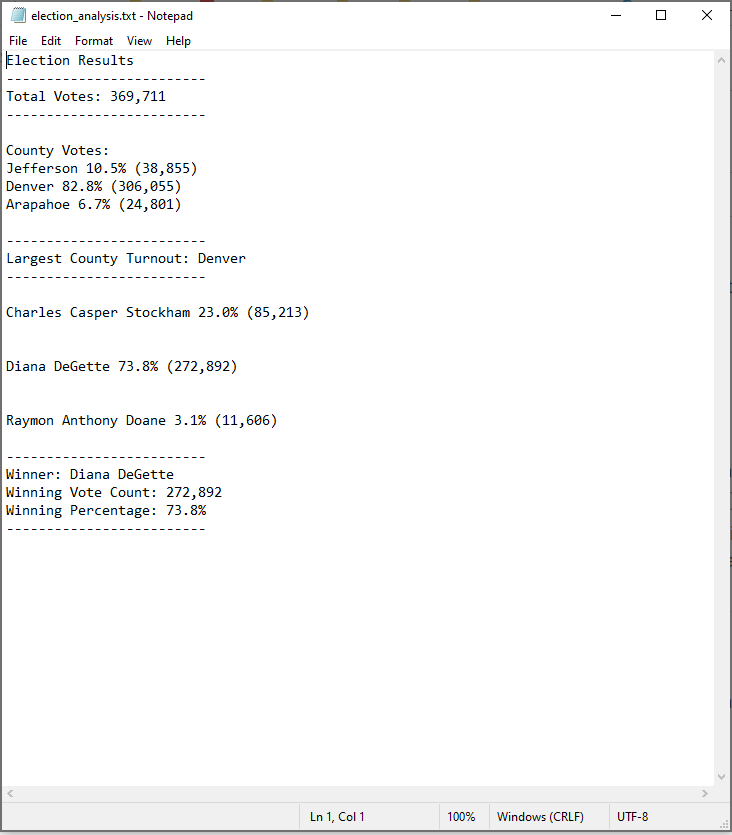 election_analysis.txt - Notepad
File Edit Format View Help
Election Results
-------------------------
Total Votes: 369,711
-------------------------
County Votes:
Jefferson 10.5% (38,855)
Denver 82.8% (306,055)
Arapahoe 6.7% (24,801)
-------------------------
Largest County Turnout: Denver
-------------------------
Charles Casper Stockham 23.0% (85,213)
Diana DeGette 73.8% (272,892)
Raymon Anthony Doane 3.1% (11,606)
-------------------------
Winner: Diana DeGette
Winning Vote Count: 272,892
Winning Percentage: 73.8%
-------------------------
Ln 1, Col 1 100% Windows (CRLF) UTF-8